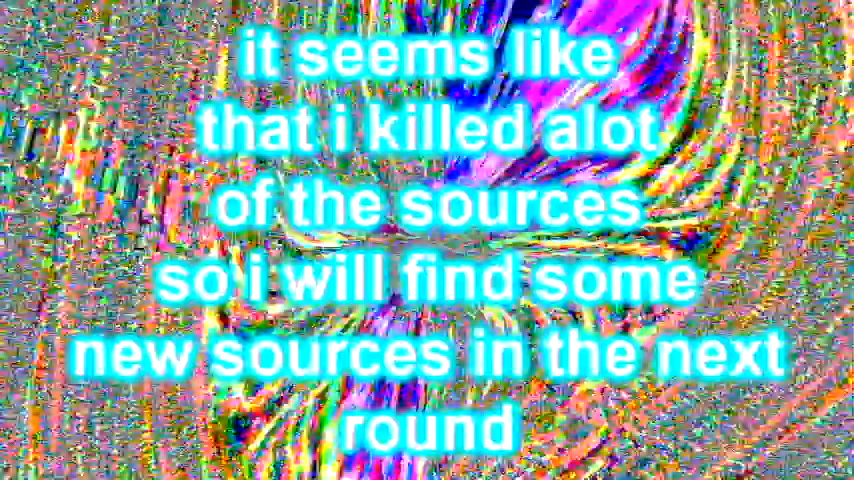 it seems like
that i killed alot
of the sources
so i will find some
new sources in the next
round